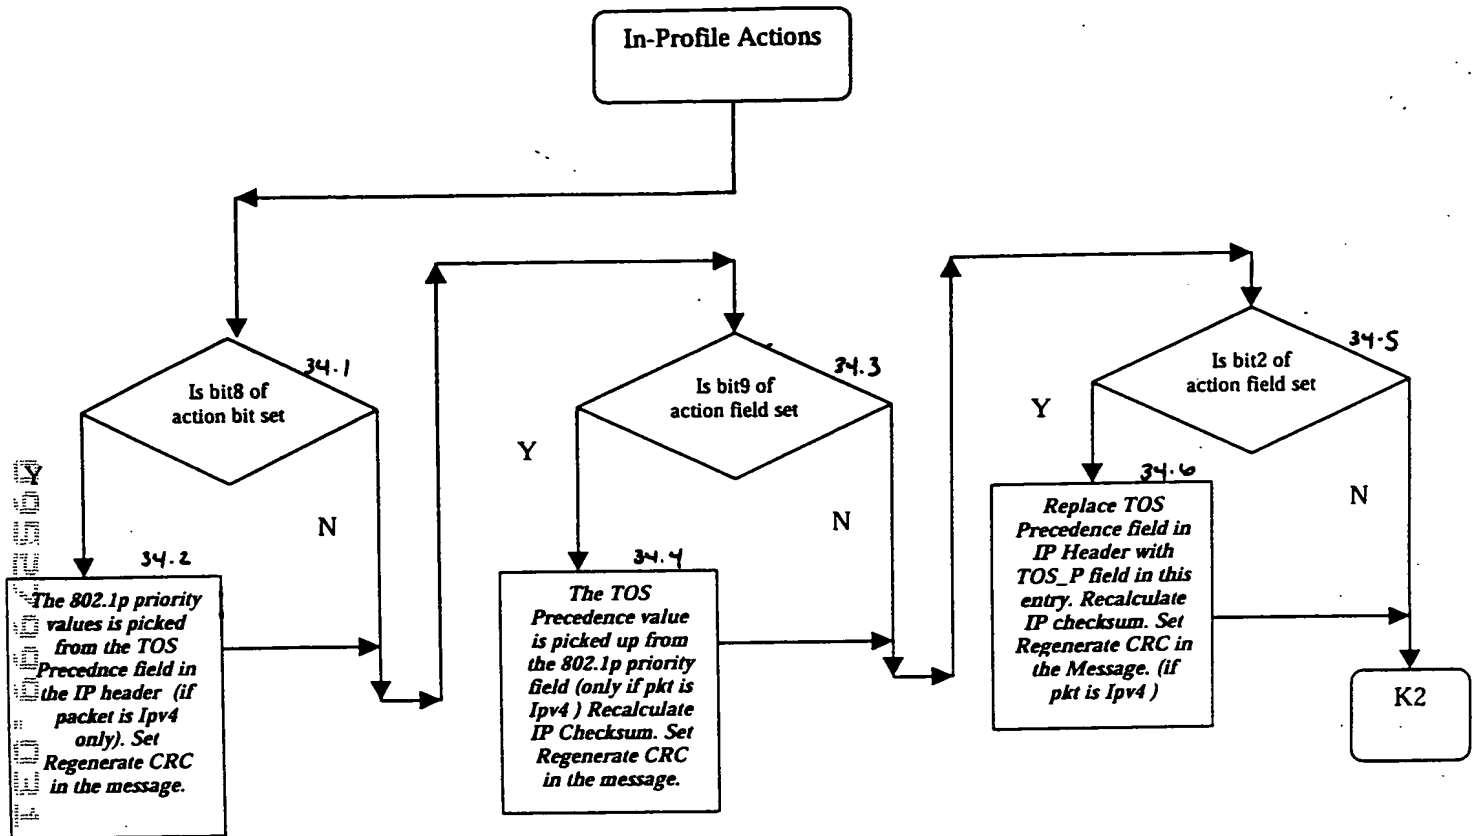 In-Profile Actions
34.1
Is bit8 of
action bit set
Y
N
34.2
The 802.1p priority
values is picked
from the TOS
Precednce field in
the IP header (if
packet is Ipv4
only). Set
Regenerate CRC
in the message.
34.3
Is bit9 of
action field set
Y
N
34.4
The TOS
Precedence value
is picked up from
the 802.1p priority
field (only if pkt is
Ipv4 ) Recalculate
IP Checksum. Set
Regenerate CRC
in the message.
34.5
Is bit2 of
action field set
Y
N
34.6
Replace TOS
Precedence field in
IP Header with
TOS_P field in this
entry. Recalculate
IP checksum. Set
Regenerate CRC in
the Message. (if
pkt is Ipv4 )
K2